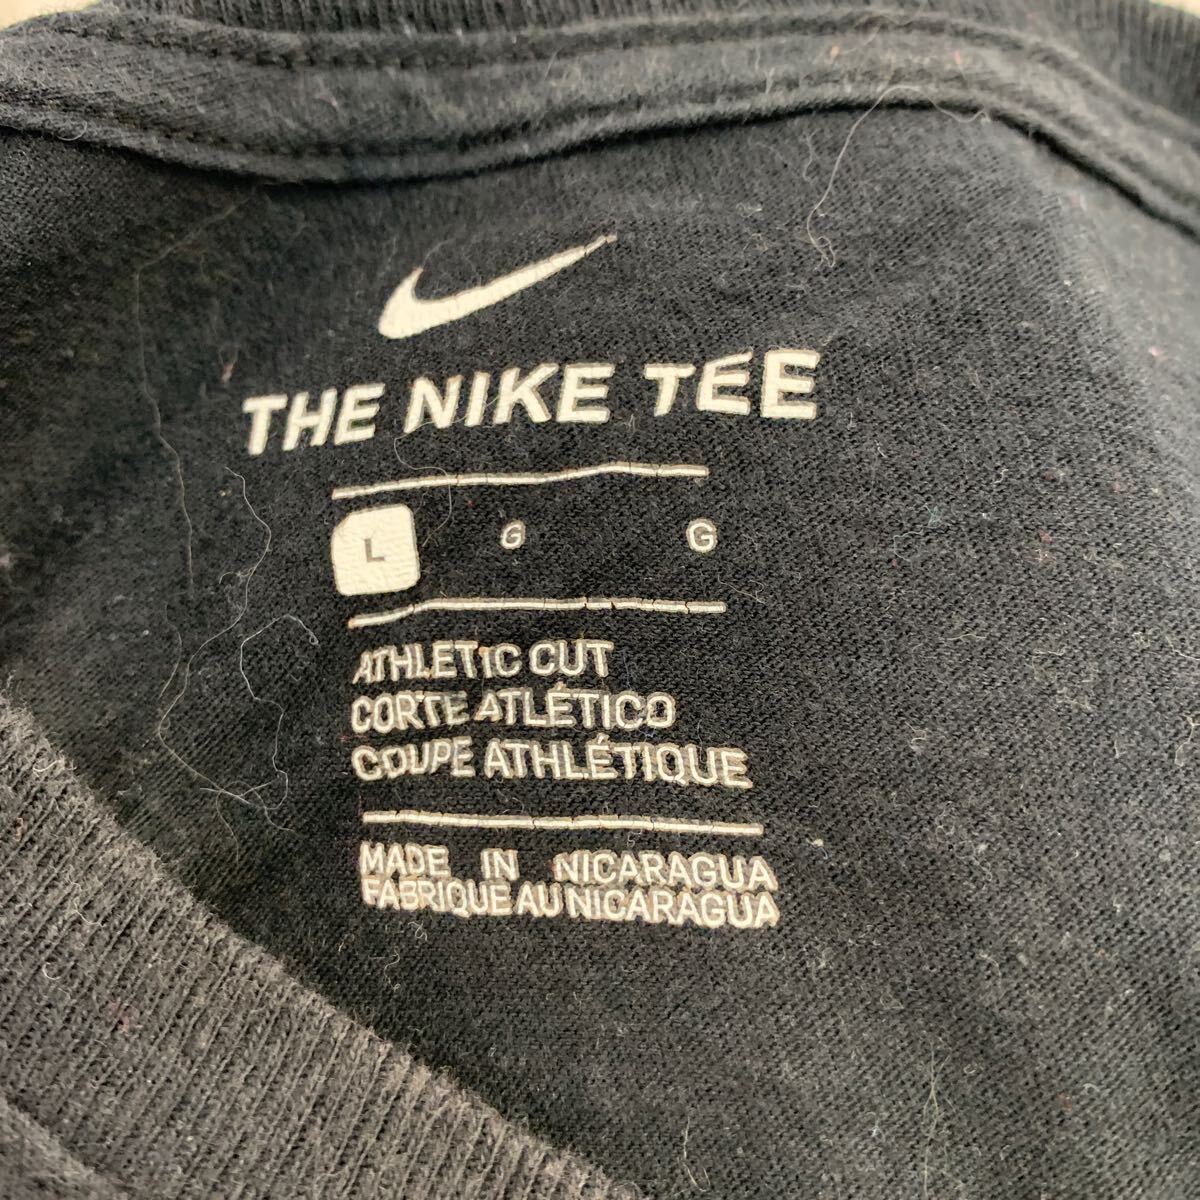 THE NIKE TEE
L G G
ATHLETIC CUT
CORTE ATLÉTICO
COUPE ATHLÉTIQUE
MADE IN NICARAGUA
FABRIQUE AU NICARAGUA